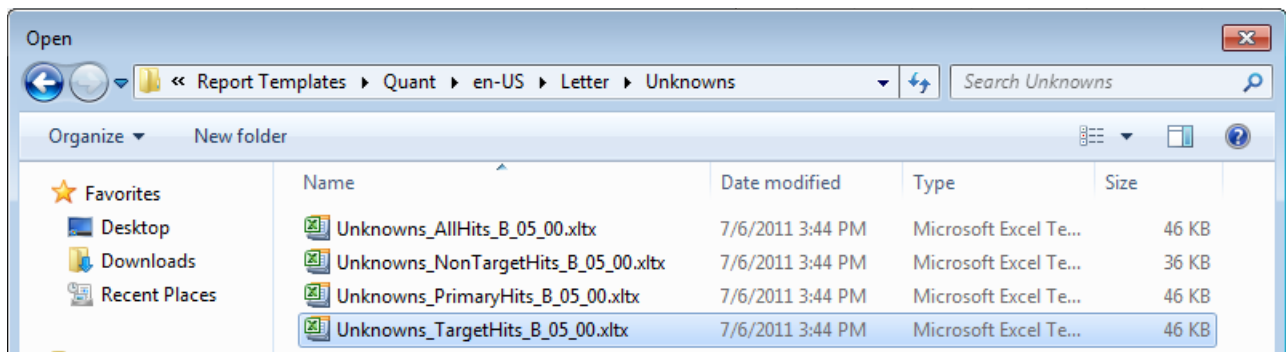 Open
« Report Templates Quant en-US Letter Unknowns Search Unknowns
Organize New folder
Favorites
Desktop
Downloads
Recent Places
Name Date modified Type Size
Unknowns_AllHits_B_05_00.xltx 7/6/2011 3:44 PM Microsoft Excel Te... 46 KB
Unknowns_NonTargetHits_B_05_00.xltx 7/6/2011 3:44 PM Microsoft Excel Te... 36 KB
Unknowns_PrimaryHits_B_05_00.xltx 7/6/2011 3:44 PM Microsoft Excel Te... 46 KB
Unknowns_TargetHits_B_05_00.xltx 7/6/2011 3:44 PM Microsoft Excel Te... 46 KB